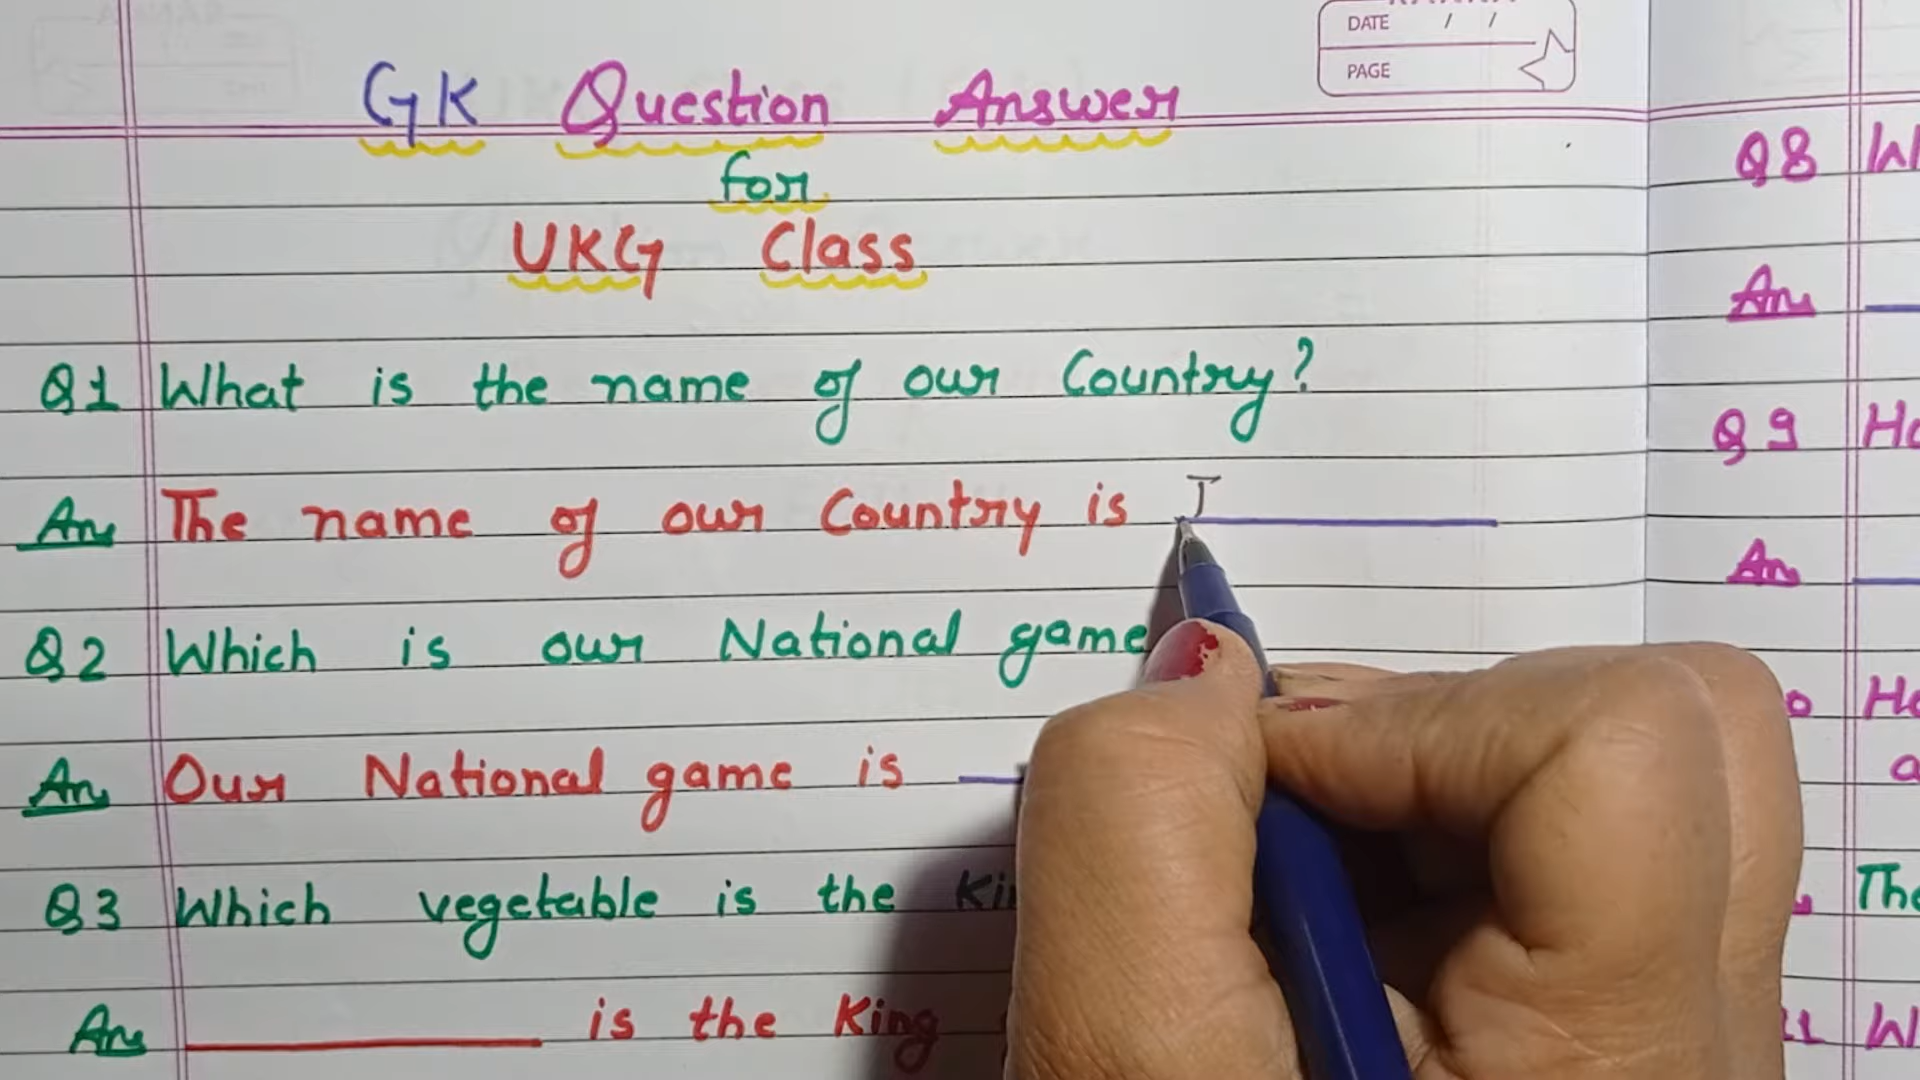 DATE / /
PAGE
GK Question Answer
for
UKG Class
Q1 What is the name of our Country?
Ans The name of our Country is I
Q2 Which is our National game
Ans Our National game is
Q3 Which vegetable is the
Ans is the King
Q8
Ans
Q9
Ans